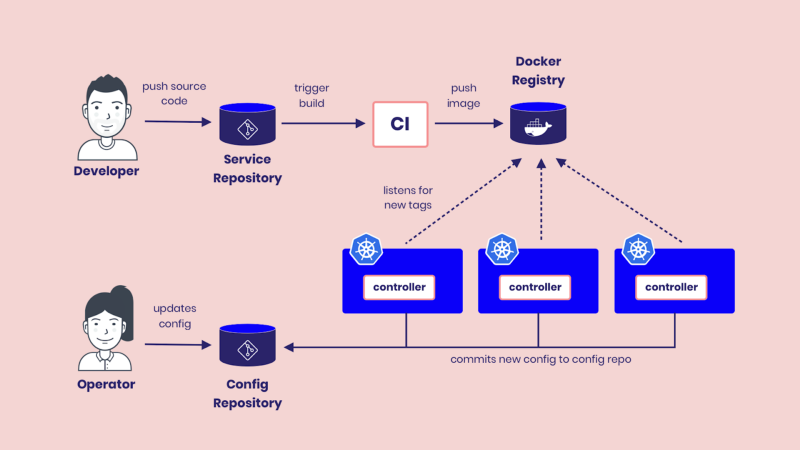 Docker
Registry
push source
code
trigger
build
push
image
CI
Developer
Service
Repository
listens for
new tags
controller
controller
controller
updates
config
Operator
Config
Repository
commits new config to config repo